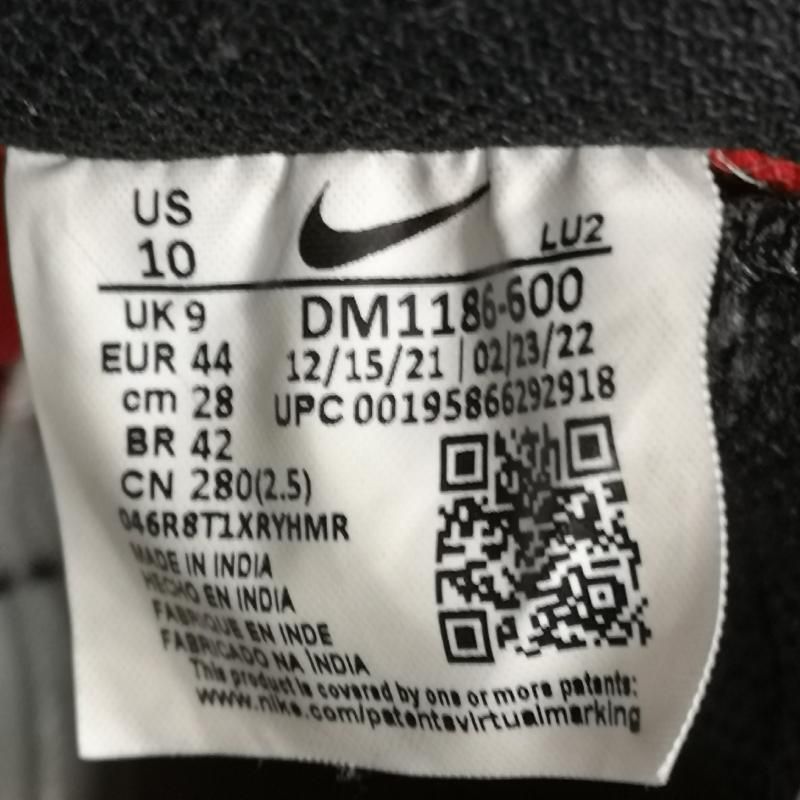 US
10
LU2
UK 9
DM1186-600
EUR 44
12/15/21 | 02/23/22
cm 28
UPC 00195866292918
BR 42
CN 280(2.5)
046R8T1XRYHMR
MADE IN INDIA
HECHO EN INDIA
FABRIQUE EN INDE
FABRICADO NA ÍNDIA
This product is covered by one or more patents:
www.nike.com/patentsvirtualmarking